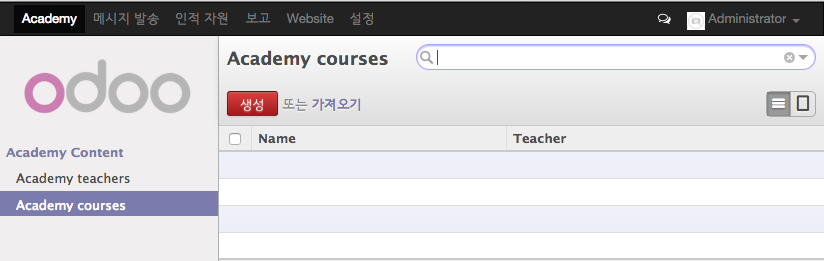 Academy 메시지 발송 인적 자원 보고 Website 설정 Administrator
odoo
Academy Content
Academy teachers
Academy courses
Academy courses
생성 또는 가져오기
Name Teacher